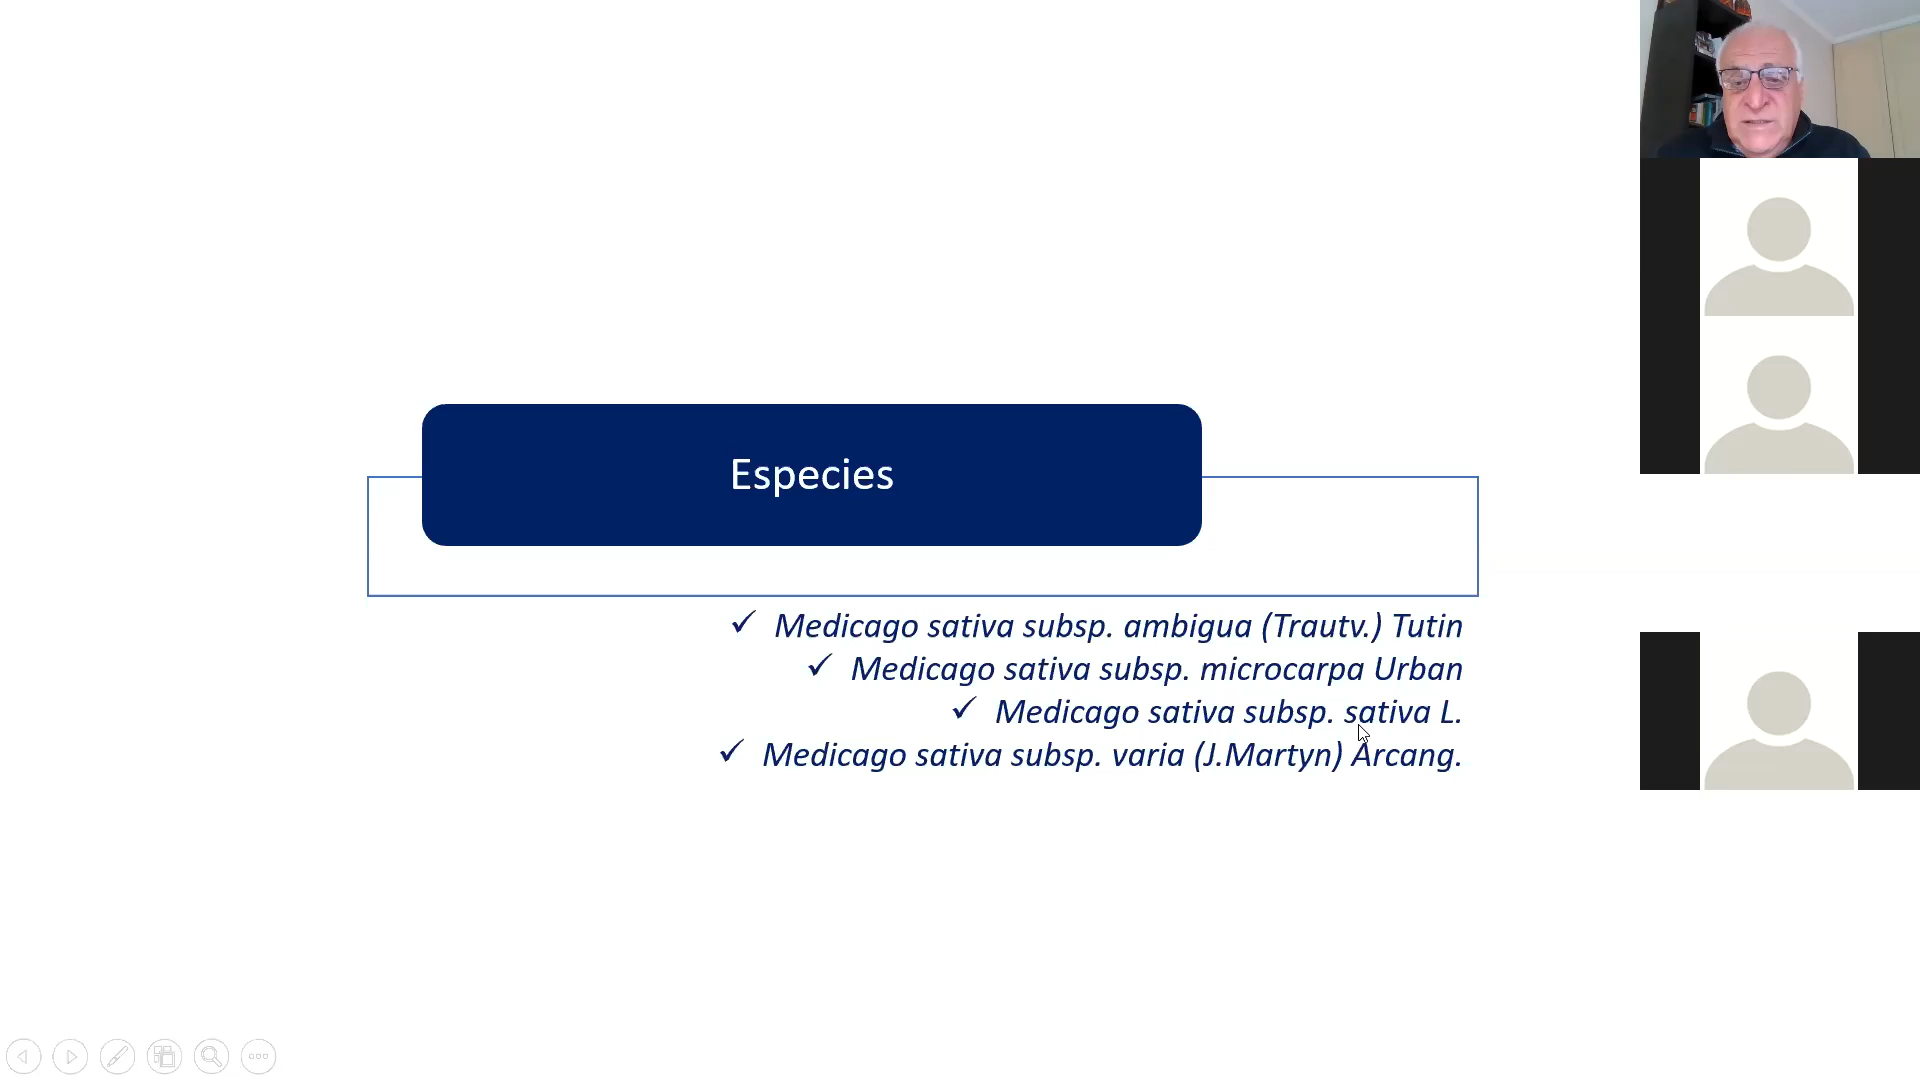 Especies
✓ Medicago sativa subsp. ambigua (Trautv.) Tutin
✓ Medicago sativa subsp. microcarpa Urban
✓ Medicago sativa subsp. sativa L.
✓ Medicago sativa subsp. varia (J.Martyn) Arcang.